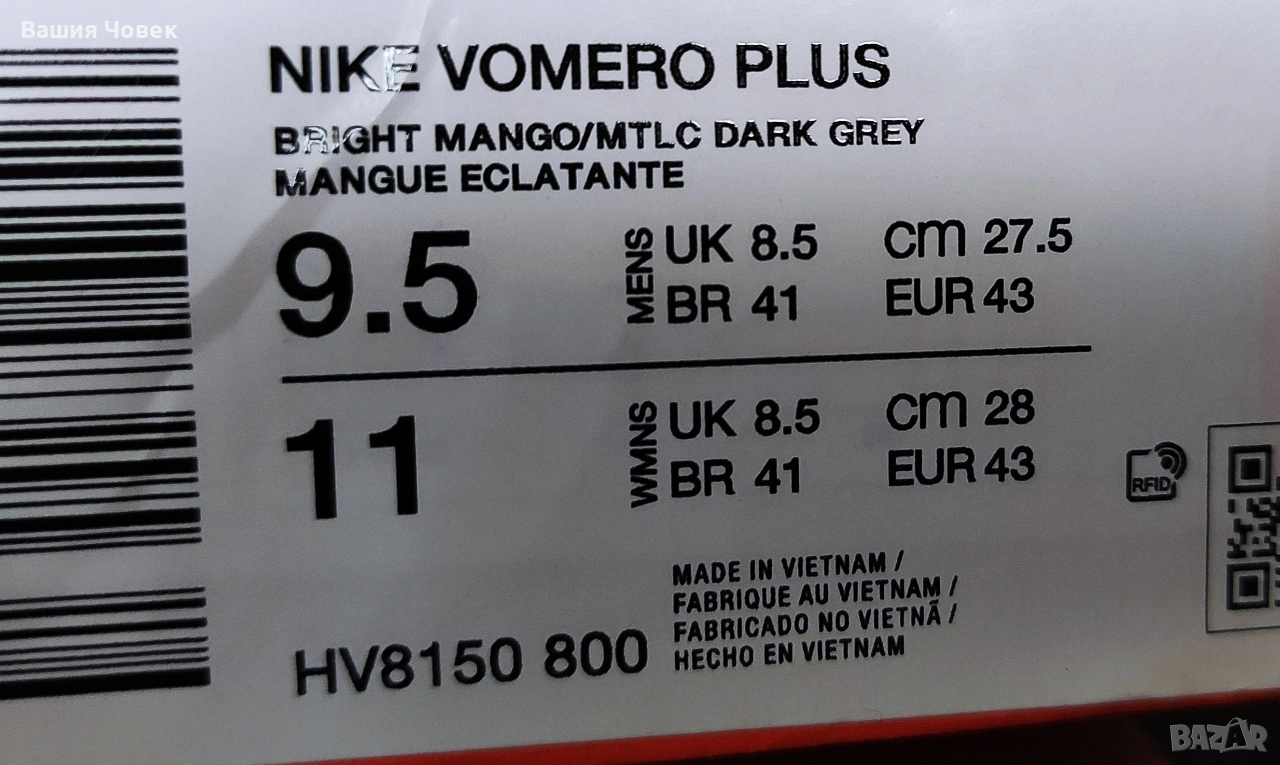 Вашия Човек
NIKE VOMERO PLUS
BRIGHT MANGO/MTLC DARK GREY
MANGUE ECLATANTE
9.5 MENS UK 8.5 cm 27.5
BR 41 EUR 43
11 WMNS UK 8.5 cm 28
BR 41 EUR 43
RFID
MADE IN VIETNAM /
FABRIQUE AU VIETNAM /
FABRICADO NO VIETNÃ /
HECHO EN VIETNAM
HV8150 800
BAZAR